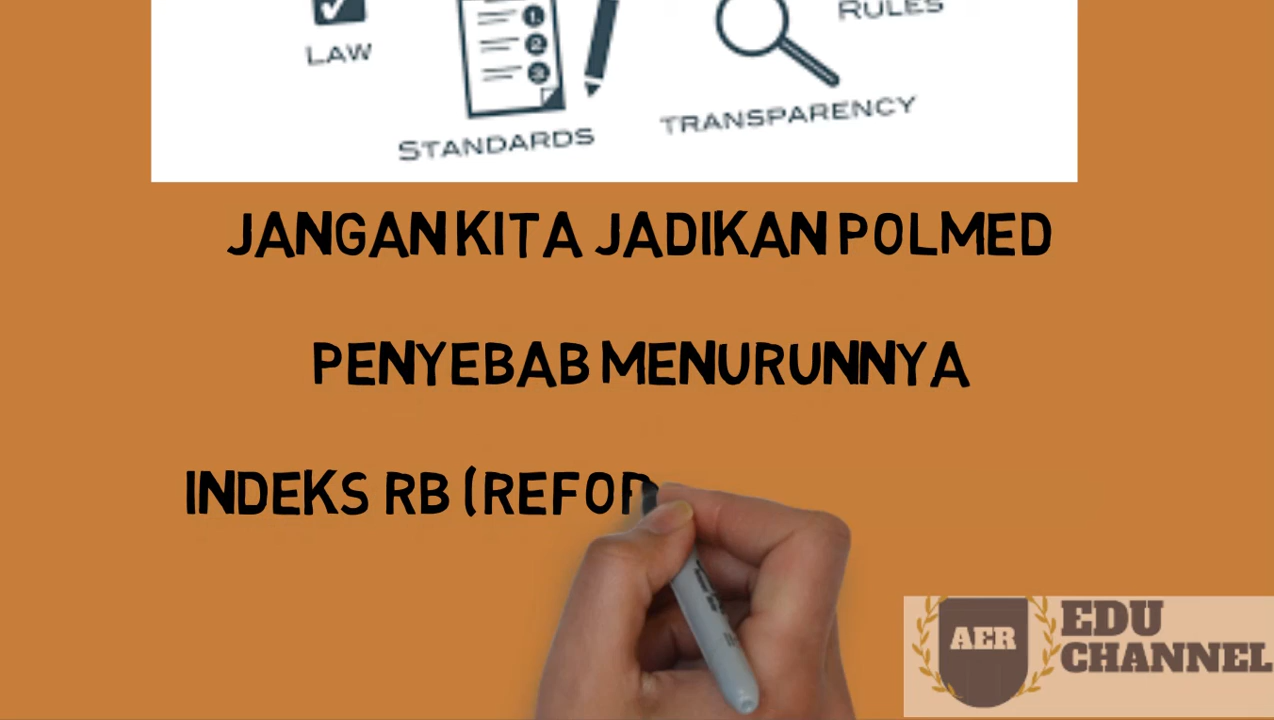 LAW
RULES
STANDARDS
TRANSPARENCY
JANGAN KITA JADIKAN POLMED
PENYEBAB MENURUNNYA
INDEKS RB (REFOR
AER
EDU
CHANNEL